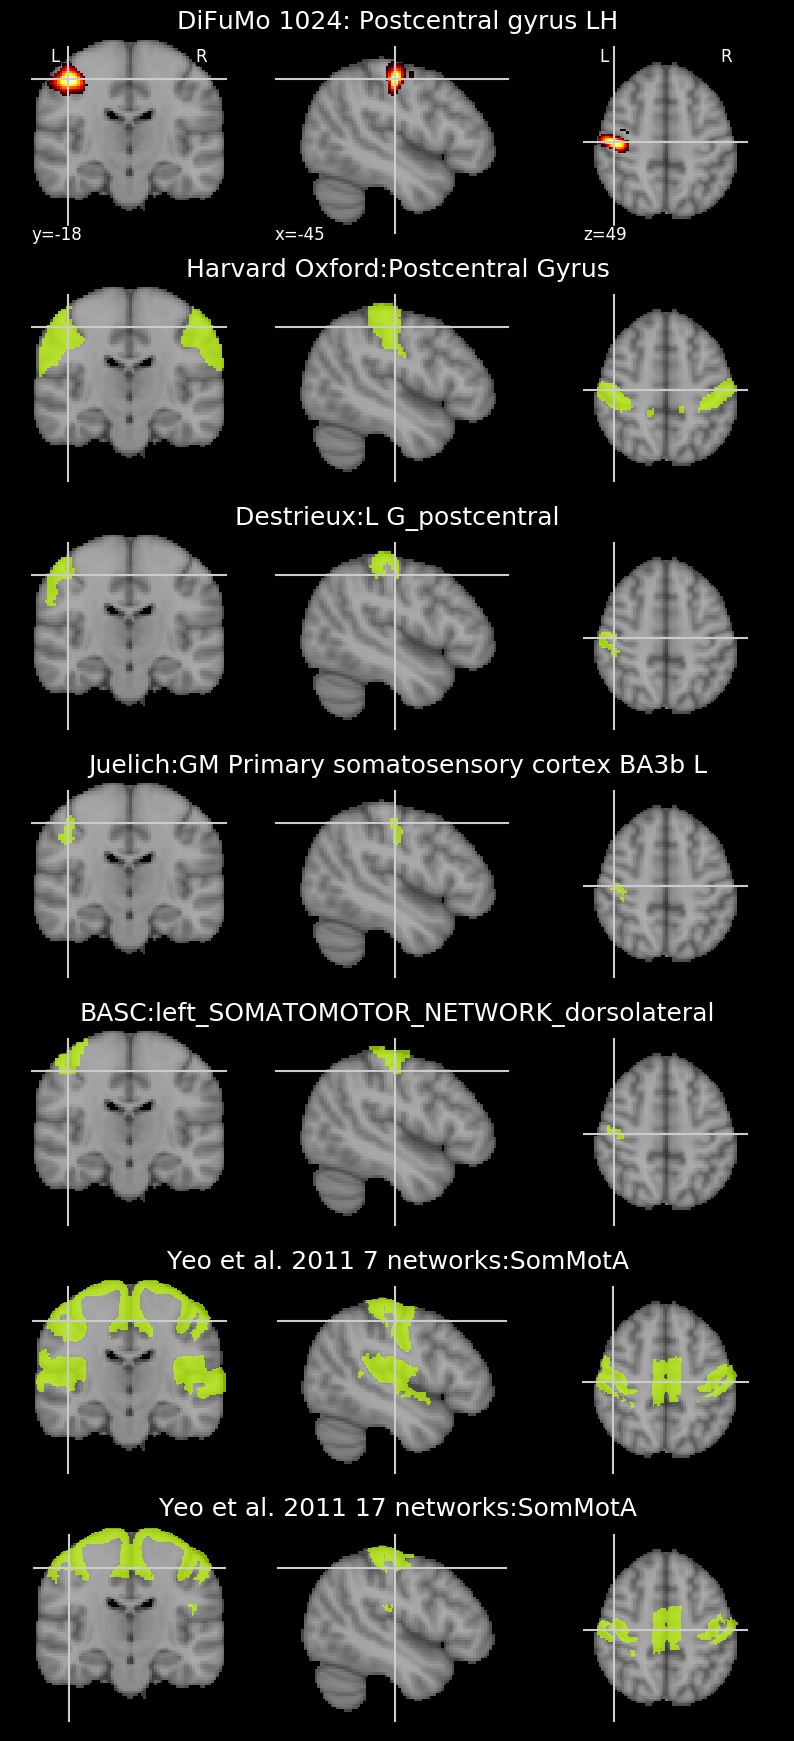 DiFuMo 1024: Postcentral gyrus LH
L R L R
y=-18 x=-45 z=49
Harvard Oxford:Postcentral Gyrus
Destrieux:L G_postcentral
Juelich:GM Primary somatosensory cortex BA3b L
BASC:left_SOMATOMOTOR_NETWORK_dorsolateral
Yeo et al. 2011 7 networks:SomMotA
Yeo et al. 2011 17 networks:SomMotA